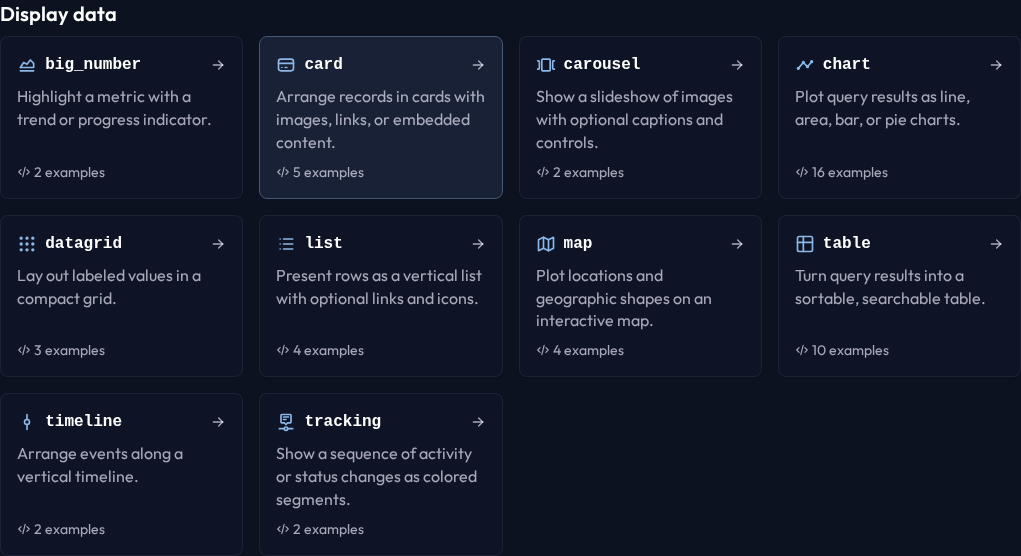 Display data
big_number
Highlight a metric with a
trend or progress indicator.
2 examples
card
Arrange records in cards with
images, links, or embedded
content.
5 examples
carousel
Show a slideshow of images
with optional captions and
controls.
2 examples
chart
Plot query results as line,
area, bar, or pie charts.
16 examples
datagrid
Lay out labeled values in a
compact grid.
3 examples
list
Present rows as a vertical list
with optional links and icons.
4 examples
map
Plot locations and
geographic shapes on an
interactive map.
4 examples
table
Turn query results into a
sortable, searchable table.
10 examples
timeline
Arrange events along a
vertical timeline.
2 examples
tracking
Show a sequence of activity
or status changes as colored
segments.
2 examples